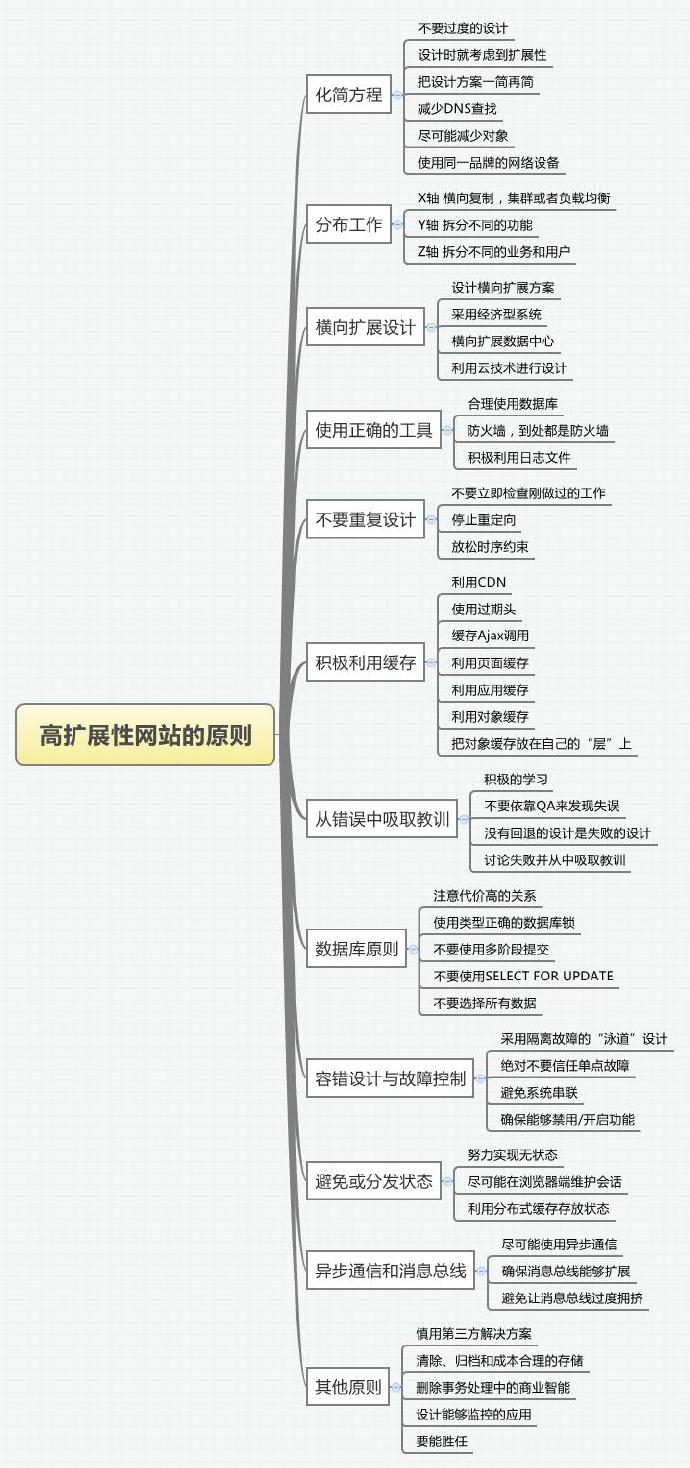 高扩展性网站的原则
化简方程
不要过度的设计
设计时就考虑到扩展性
把设计方案一简再简
减少DNS查找
尽可能减少对象
使用同一品牌的网络设备
分布工作
X轴 横向复制，集群或者负载均衡
Y轴 拆分不同的功能
Z轴 拆分不同的业务和用户
横向扩展设计
设计横向扩展方案
采用经济型系统
横向扩展数据中心
利用云技术进行设计
使用正确的工具
合理使用数据库
防火墙，到处都是防火墙
积极利用日志文件
不要重复设计
不要立即检查刚做过的工作
停止重定向
放松时序约束
积极利用缓存
利用CDN
使用过期头
缓存Ajax调用
利用页面缓存
利用应用缓存
利用对象缓存
把对象缓存放在自己的“层”上
从错误中吸取教训
积极的学习
不要依靠QA来发现失误
没有回退的设计是失败的设计
讨论失败并从中吸取教训
数据库原则
注意代价高的关系
使用类型正确的数据库锁
不要使用多阶段提交
不要使用SELECT FOR UPDATE
不要选择所有数据
容错设计与故障控制
采用隔离故障的“泳道”设计
绝对不要信任单点故障
避免系统串联
确保能够禁用/开启功能
避免或分发状态
努力实现无状态
尽可能在浏览器端维护会话
利用分布式缓存存放状态
异步通信和消息总线
尽可能使用异步通信
确保消息总线能够扩展
避免让消息总线过度拥挤
其他原则
慎用第三方解决方案
清除、归档和成本合理的存储
删除事务处理中的商业智能
设计能够监控的应用
要能胜任